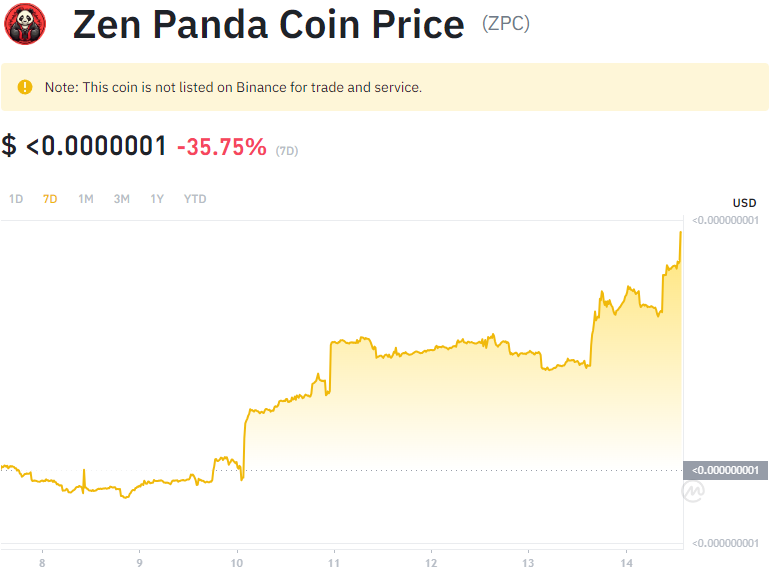 Zen Panda Coin Price (ZPC)
Note: This coin is not listed on Binance for trade and service.
$ <0.0000001 -35.75% (7D)
1D 7D 1M 3M 1Y YTD
USD
<0.000000001
<0.000000001
<0.000000001
8 9 10 11 12 13 14